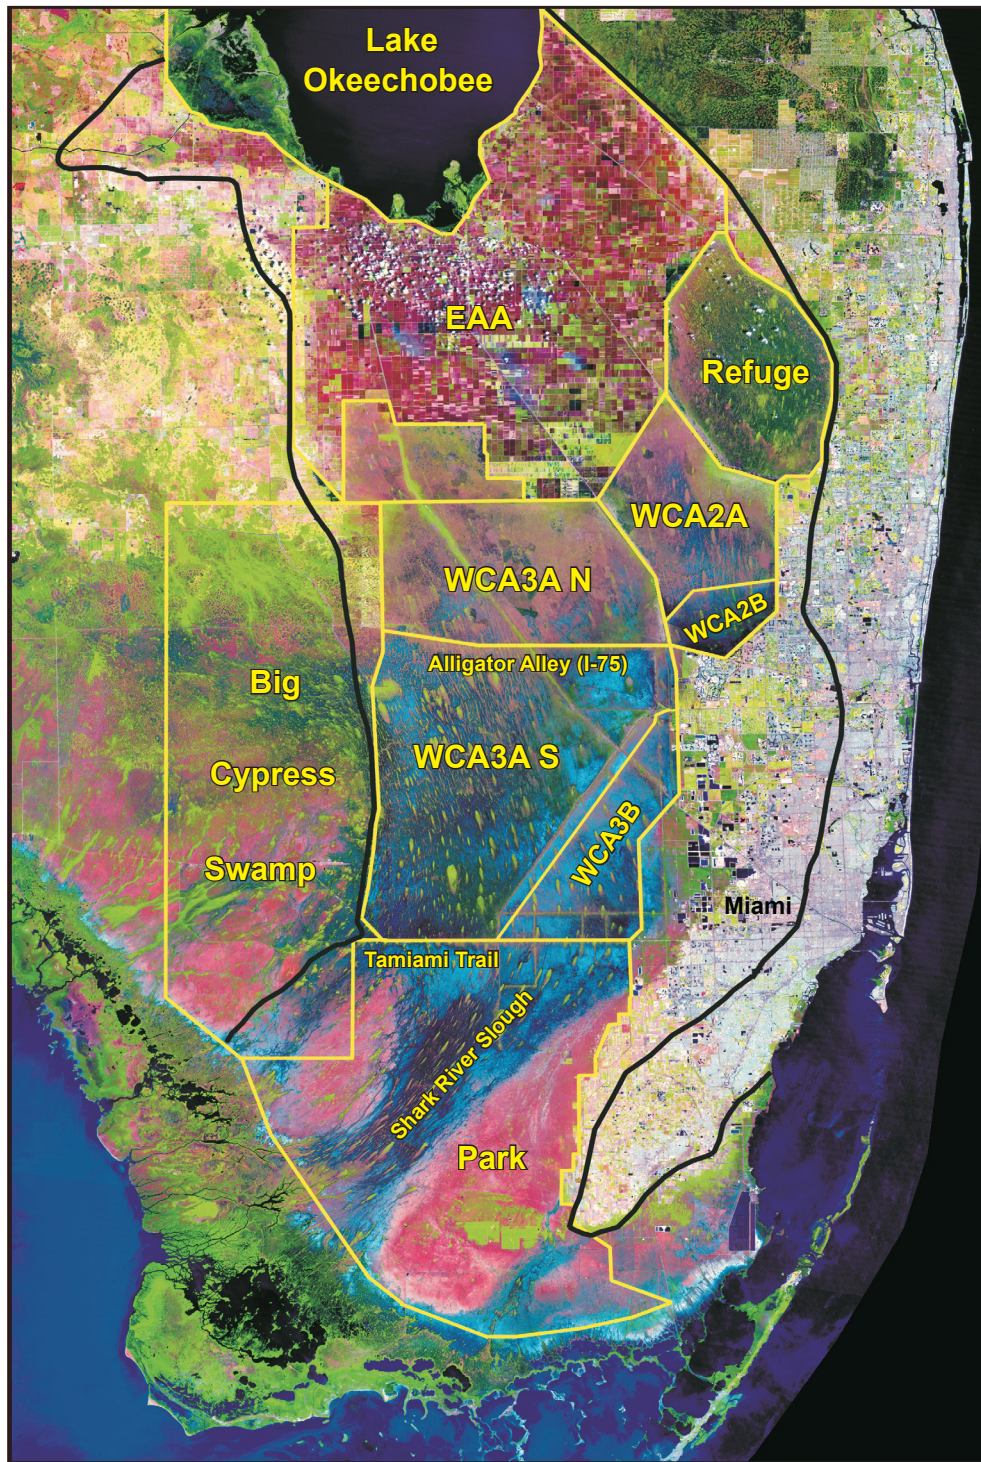 Lake
Okeechobee
EAA
Refuge
WCA2A
WCA3A N
WCA2B
Alligator Alley (I-75)
Big
WCA3A S
Cypress
WCA3B
Swamp
Miami
Tamiami Trail
Shark River Slough
Park